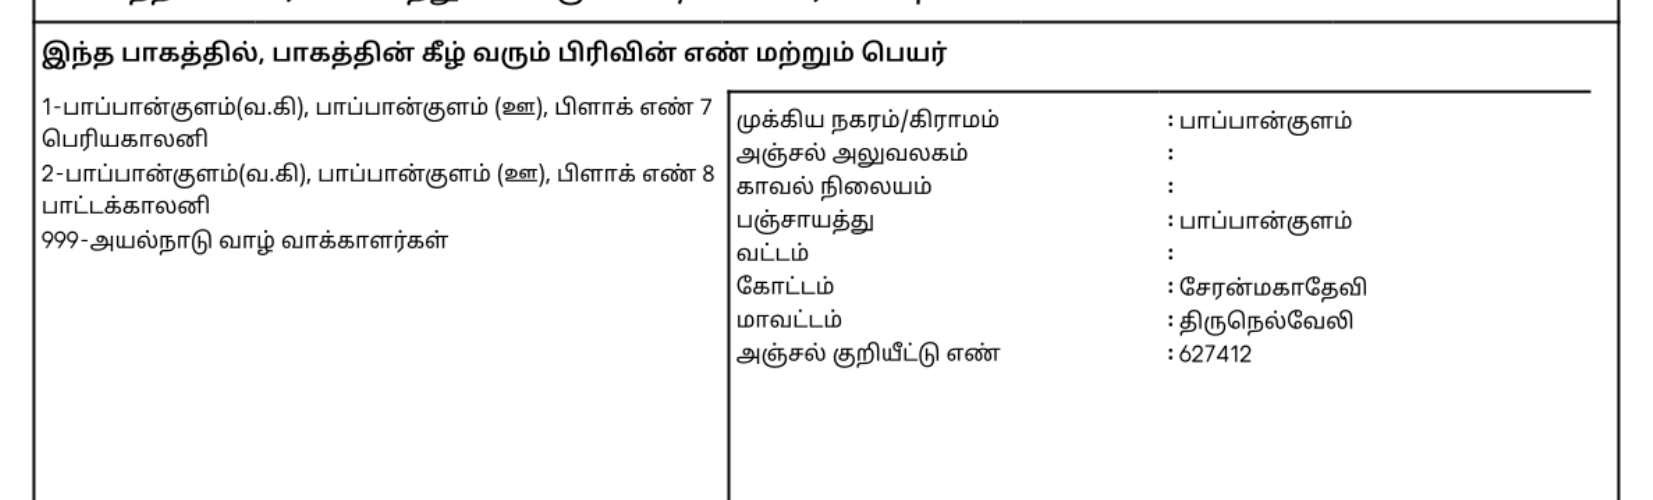 இந்த பாகத்தில், பாகத்தின் கீழ் வரும் பிரிவின் எண் மற்றும் பெயர்
1-பாப்பான்குளம்(வ.கி), பாப்பான்குளம் (ஊ), பிளாக் எண் 7
பெரியகாலனி
2-பாப்பான்குளம்(வ.கி), பாப்பான்குளம் (ஊ), பிளாக் எண் 8
பாட்டக்காலனி
999-அயல்நாடு வாழ் வாக்காளர்கள்
முக்கிய நகரம்/கிராமம் : பாப்பான்குளம்
அஞ்சல் அலுவலகம் :
காவல் நிலையம் :
பஞ்சாயத்து : பாப்பான்குளம்
வட்டம் :
கோட்டம் : சேரன்மகாதேவி
மாவட்டம் : திருநெல்வேலி
அஞ்சல் குறியீட்டு எண் : 627412